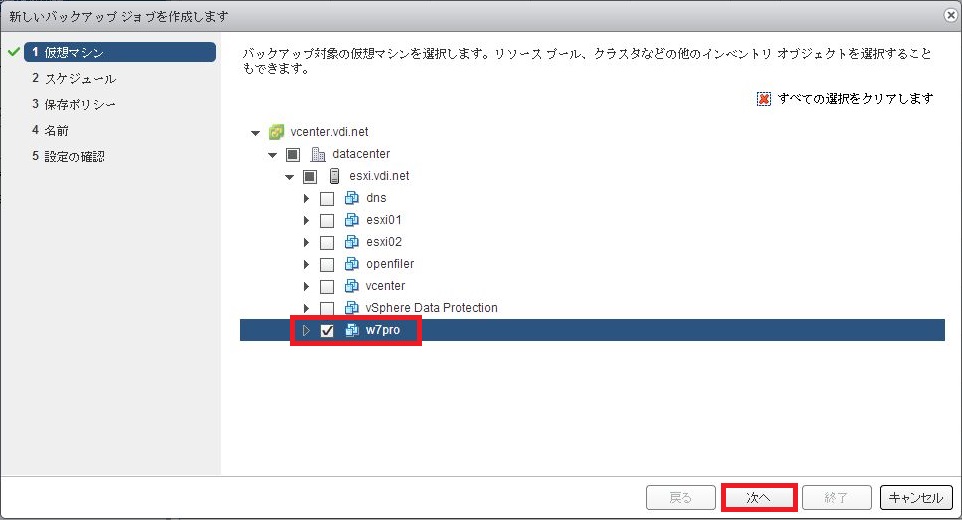 新しいバックアップ ジョブを作成します
1 仮想マシン
2 スケジュール
3 保存ポリシー
4 名前
5 設定の確認
バックアップ対象の仮想マシンを選択します。リソース プール、クラスタなどの他のインベントリ オブジェクトを選択すること
もできます。
すべての選択をクリアします
vcenter.vdi.net
datacenter
esxi.vdi.net
dns
esxi01
esxi02
openfiler
vcenter
vSphere Data Protection
w7pro
戻る 次へ 終了 キャンセル